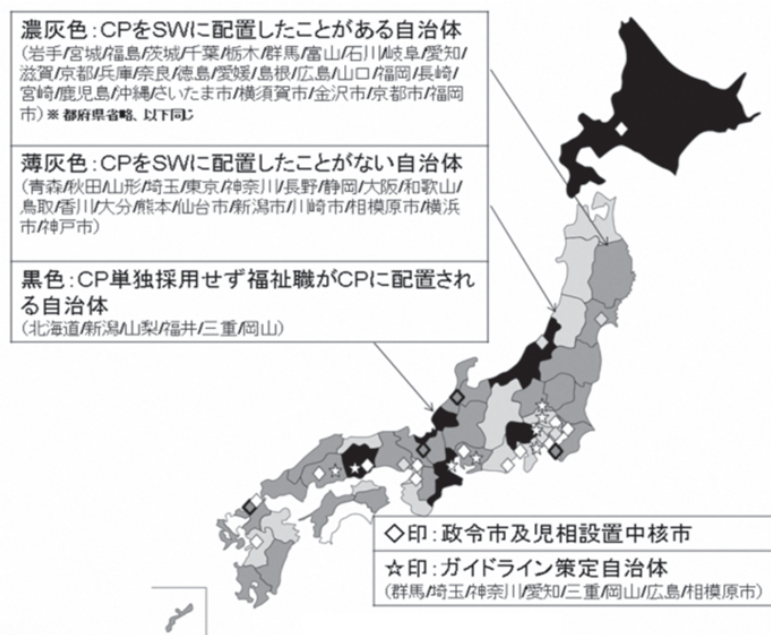 濃灰色：CPをSWに配置したことがある自治体
（岩手/宮城/福島/茨城/千葉/栃木/群馬/富山/石川/岐阜/愛知/
滋賀/京都/兵庫/奈良/徳島/愛媛/島根/広島/山口/福岡/長崎/
宮崎/鹿児島/沖縄/さいたま市/横須賀市/金沢市/京都市/福岡
市）※ 都府県省略、以下同じ
薄灰色：CPをSWに配置したことがない自治体
（青森/秋田/山形/埼玉/東京/神奈川/長野/静岡/大阪/和歌山/
鳥取/香川/大分/熊本/仙台市/新潟市/川崎市/相模原市/横浜
市/神戸市）
黒色：CP単独採用せず福祉職がCPに配置され
る自治体
（北海道/新潟/山梨/福井/三重/岡山）
◇印：政令市及児相設置中核市
☆印：ガイドライン策定自治体
（群馬/埼玉/神奈川/愛知/三重/岡山/広島/相模原市）